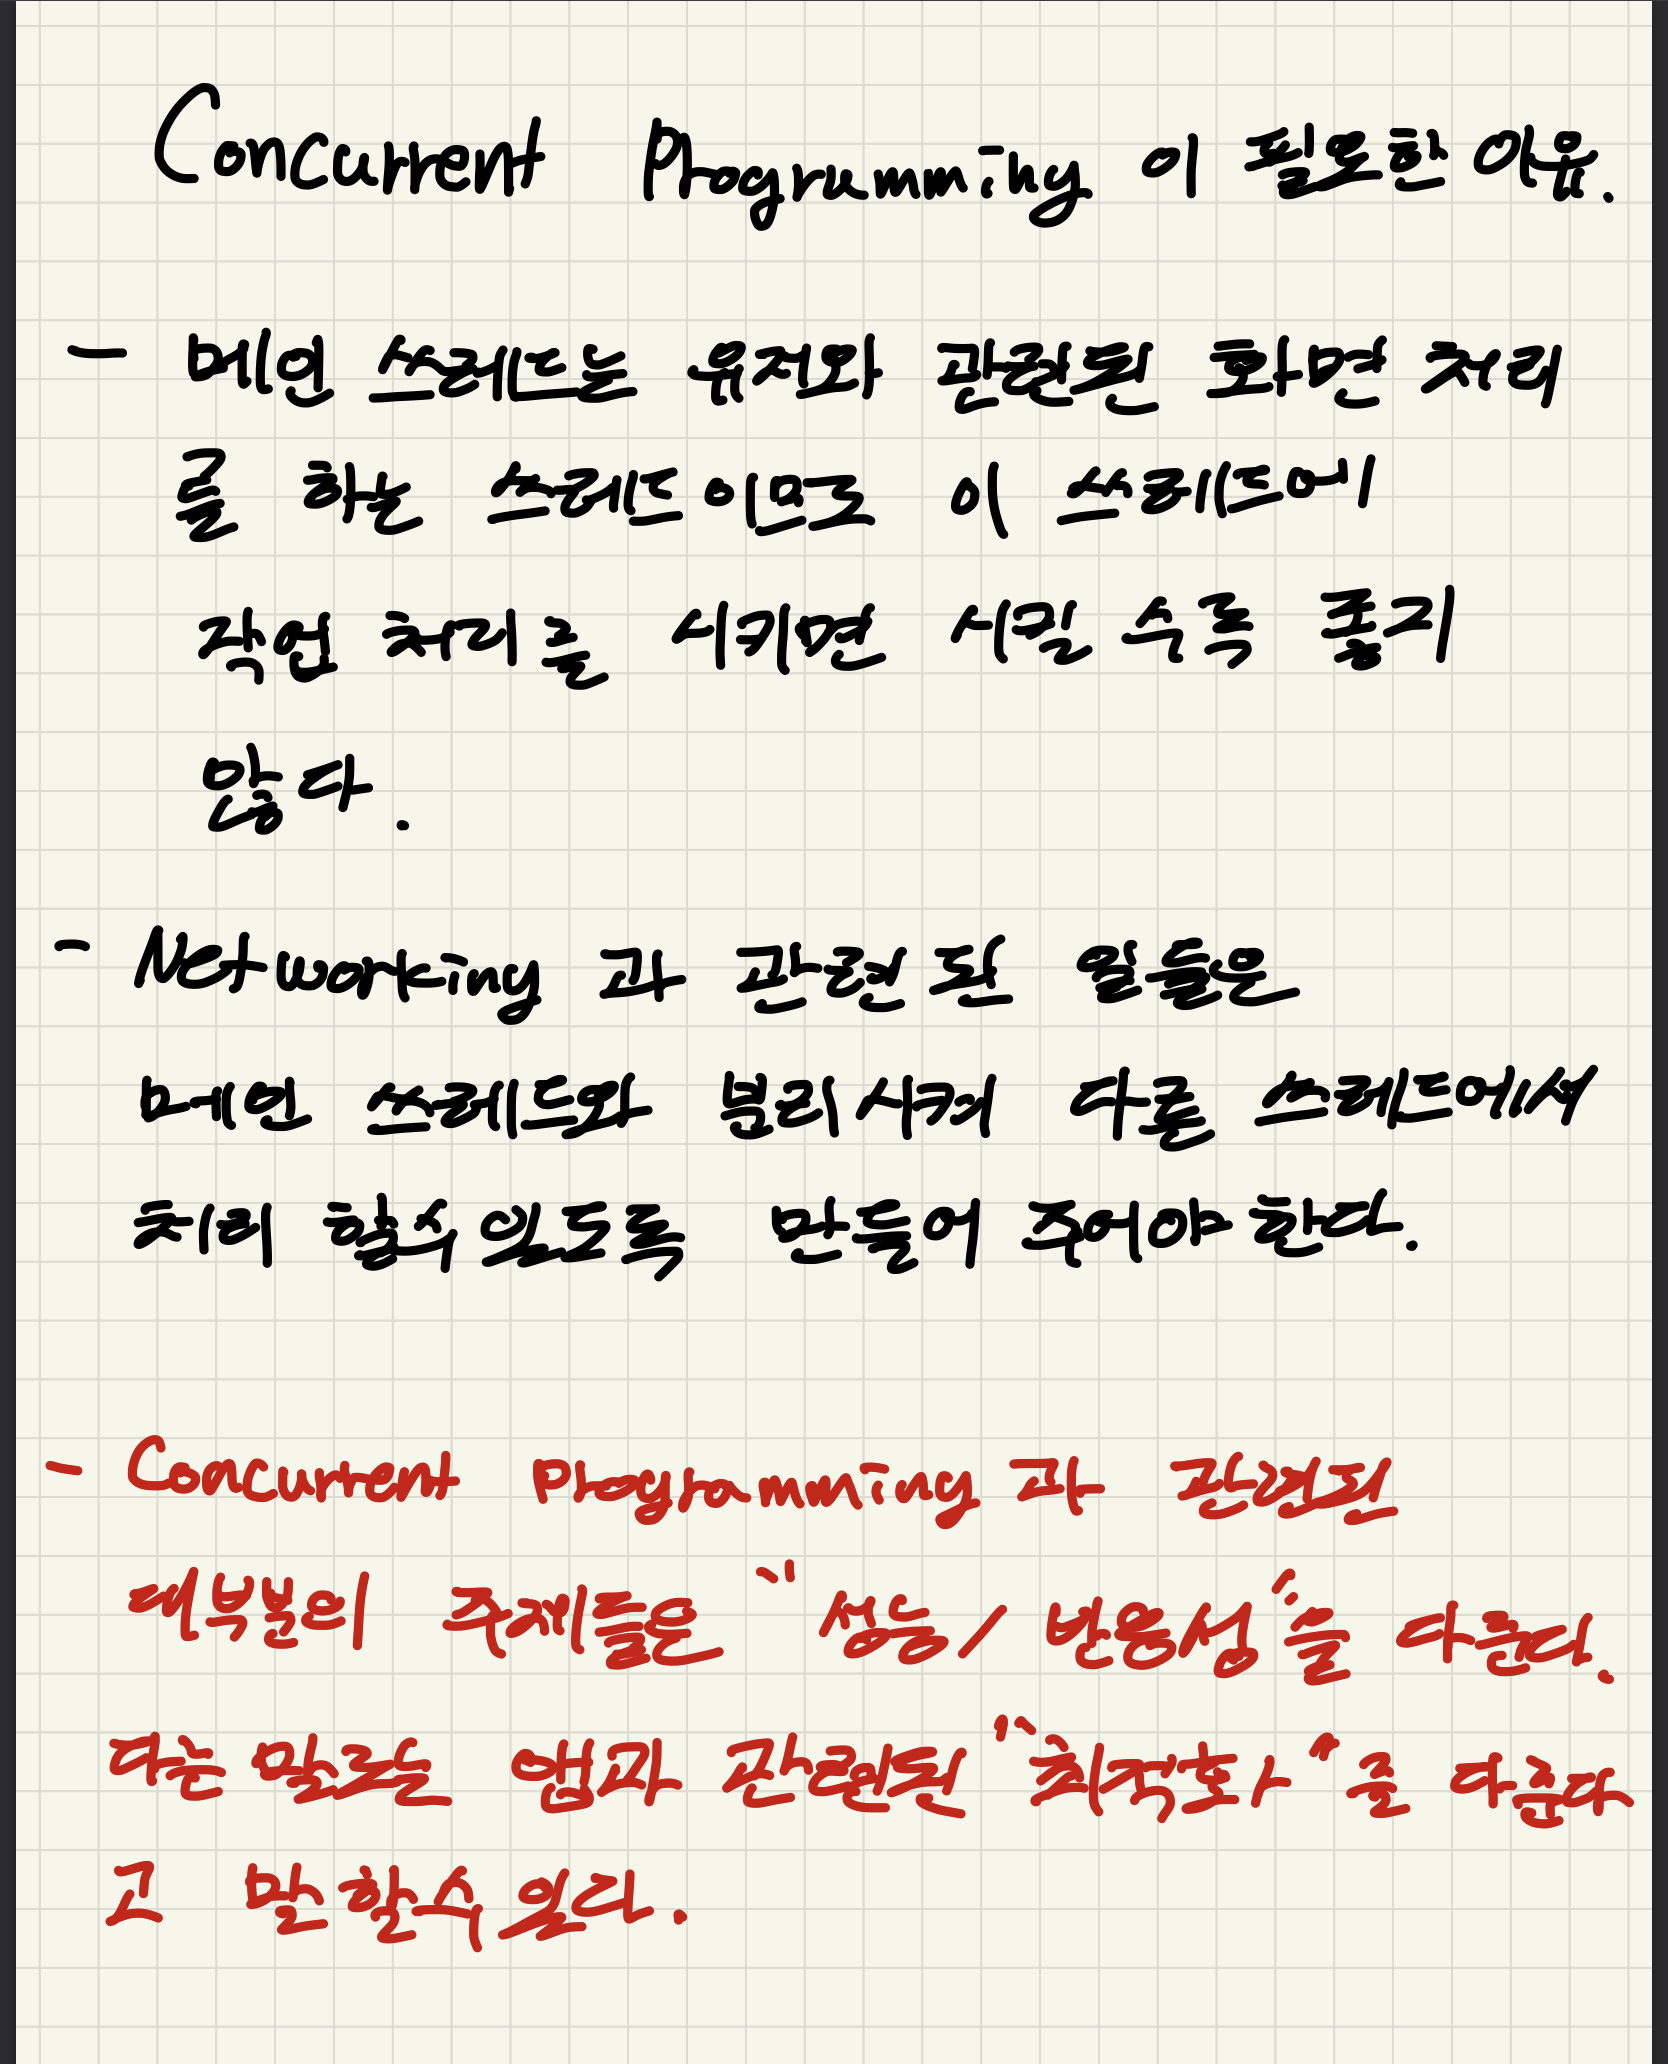 Concurrent Programming 이 필요한 이유.
- 메인 쓰레드는 유저와 관련된 화면 처리
를 하는 쓰레드이므로 이 쓰레드에
작업 처리를 시키면 시킬 수록 좋지
않다.
- Networking 과 관련된 일들은
메인 쓰레드와 분리시켜 다른 쓰레드에서
처리 할수있도록 만들어 주어야 한다.
- Concurrent Programming 과 관련된
대부분의 주제들은 "성능/반응성"을 다룬다.
다는 말로는 앱과 관련된 "최적화"를 다룬다
고 말할수있다.